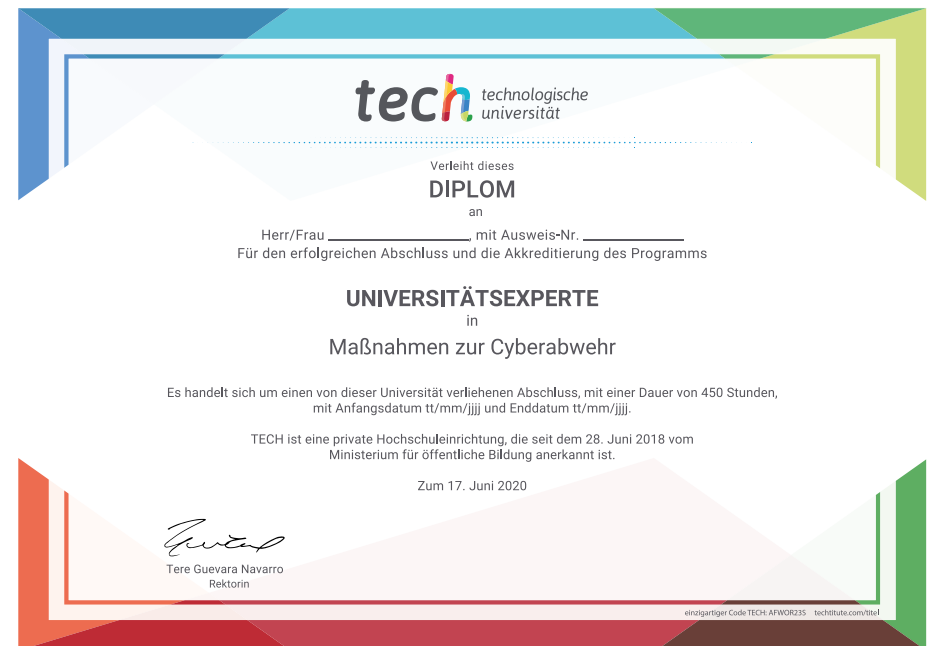 tech technologische
universität
Verleiht dieses
DIPLOM
an
Herr/Frau ____________, mit Ausweis-Nr. ____________
Für den erfolgreichen Abschluss und die Akkreditierung des Programms
UNIVERSITÄTSEXPERTE
in
Maßnahmen zur Cyberabwehr
Es handelt sich um einen von dieser Universität verliehenen Abschluss, mit einer Dauer von 450 Stunden,
mit Anfangsdatum tt/mm/jjjj und Enddatum tt/mm/jjjj.
TECH ist eine private Hochschuleinrichtung, die seit dem 28. Juni 2018 vom
Ministerium für öffentliche Bildung anerkannt ist.
Zum 17. Juni 2020
Tere Guevara Navarro
Rektorin
einzigartiger Code TECH: AFWOR23S techtitute.com/titel